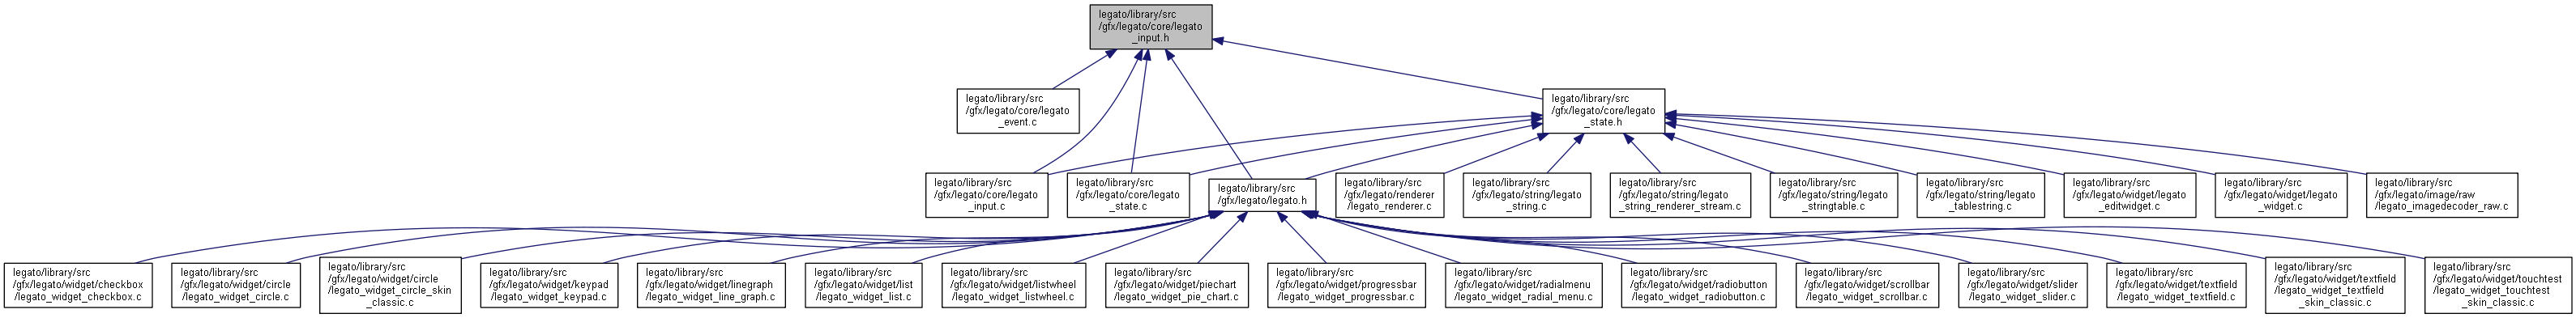 legato/library/src
/gfx/legato/core/legato
_input.h
legato/library/src
/gfx/legato/core/legato
_event.c
legato/library/src
/gfx/legato/core/legato
_state.h
legato/library/src
/gfx/legato/core/legato
_input.c
legato/library/src
/gfx/legato/core/legato
_state.c
legato/library/src
/gfx/legato/legato.h
legato/library/src
/gfx/legato/renderer
/legato_renderer.c
legato/library/src
/gfx/legato/string/legato
_string.c
legato/library/src
/gfx/legato/string/legato
_string_renderer_stream.c
legato/library/src
/gfx/legato/string/legato
_stringtable.c
legato/library/src
/gfx/legato/string/legato
_tablestring.c
legato/library/src
/gfx/legato/widget/legato
_editwidget.c
legato/library/src
/gfx/legato/widget/legato
_widget.c
legato/library/src
/gfx/legato/image/raw
/legato_imagedecoder_raw.c
legato/library/src
/gfx/legato/widget/checkbox
/legato_widget_checkbox.c
legato/library/src
/gfx/legato/widget/circle
/legato_widget_circle.c
legato/library/src
/gfx/legato/widget/circle
/legato_widget_circle_skin
_classic.c
legato/library/src
/gfx/legato/widget/keypad
/legato_widget_keypad.c
legato/library/src
/gfx/legato/widget/linegraph
/legato_widget_line_graph.c
legato/library/src
/gfx/legato/widget/list
/legato_widget_list.c
legato/library/src
/gfx/legato/widget/listwheel
/legato_widget_listwheel.c
legato/library/src
/gfx/legato/widget/piechart
/legato_widget_pie_chart.c
legato/library/src
/gfx/legato/widget/progressbar
/legato_widget_progressbar.c
legato/library/src
/gfx/legato/widget/radialmenu
/legato_widget_radial_menu.c
legato/library/src
/gfx/legato/widget/radiobutton
/legato_widget_radiobutton.c
legato/library/src
/gfx/legato/widget/scrollbar
/legato_widget_scrollbar.c
legato/library/src
/gfx/legato/widget/slider
/legato_widget_slider.c
legato/library/src
/gfx/legato/widget/textfield
/legato_widget_textfield.c
legato/library/src
/gfx/legato/widget/textfield
/legato_widget_textfield
_skin_classic.c
legato/library/src
/gfx/legato/widget/touchtest
/legato_widget_touchtest
_skin_classic.c